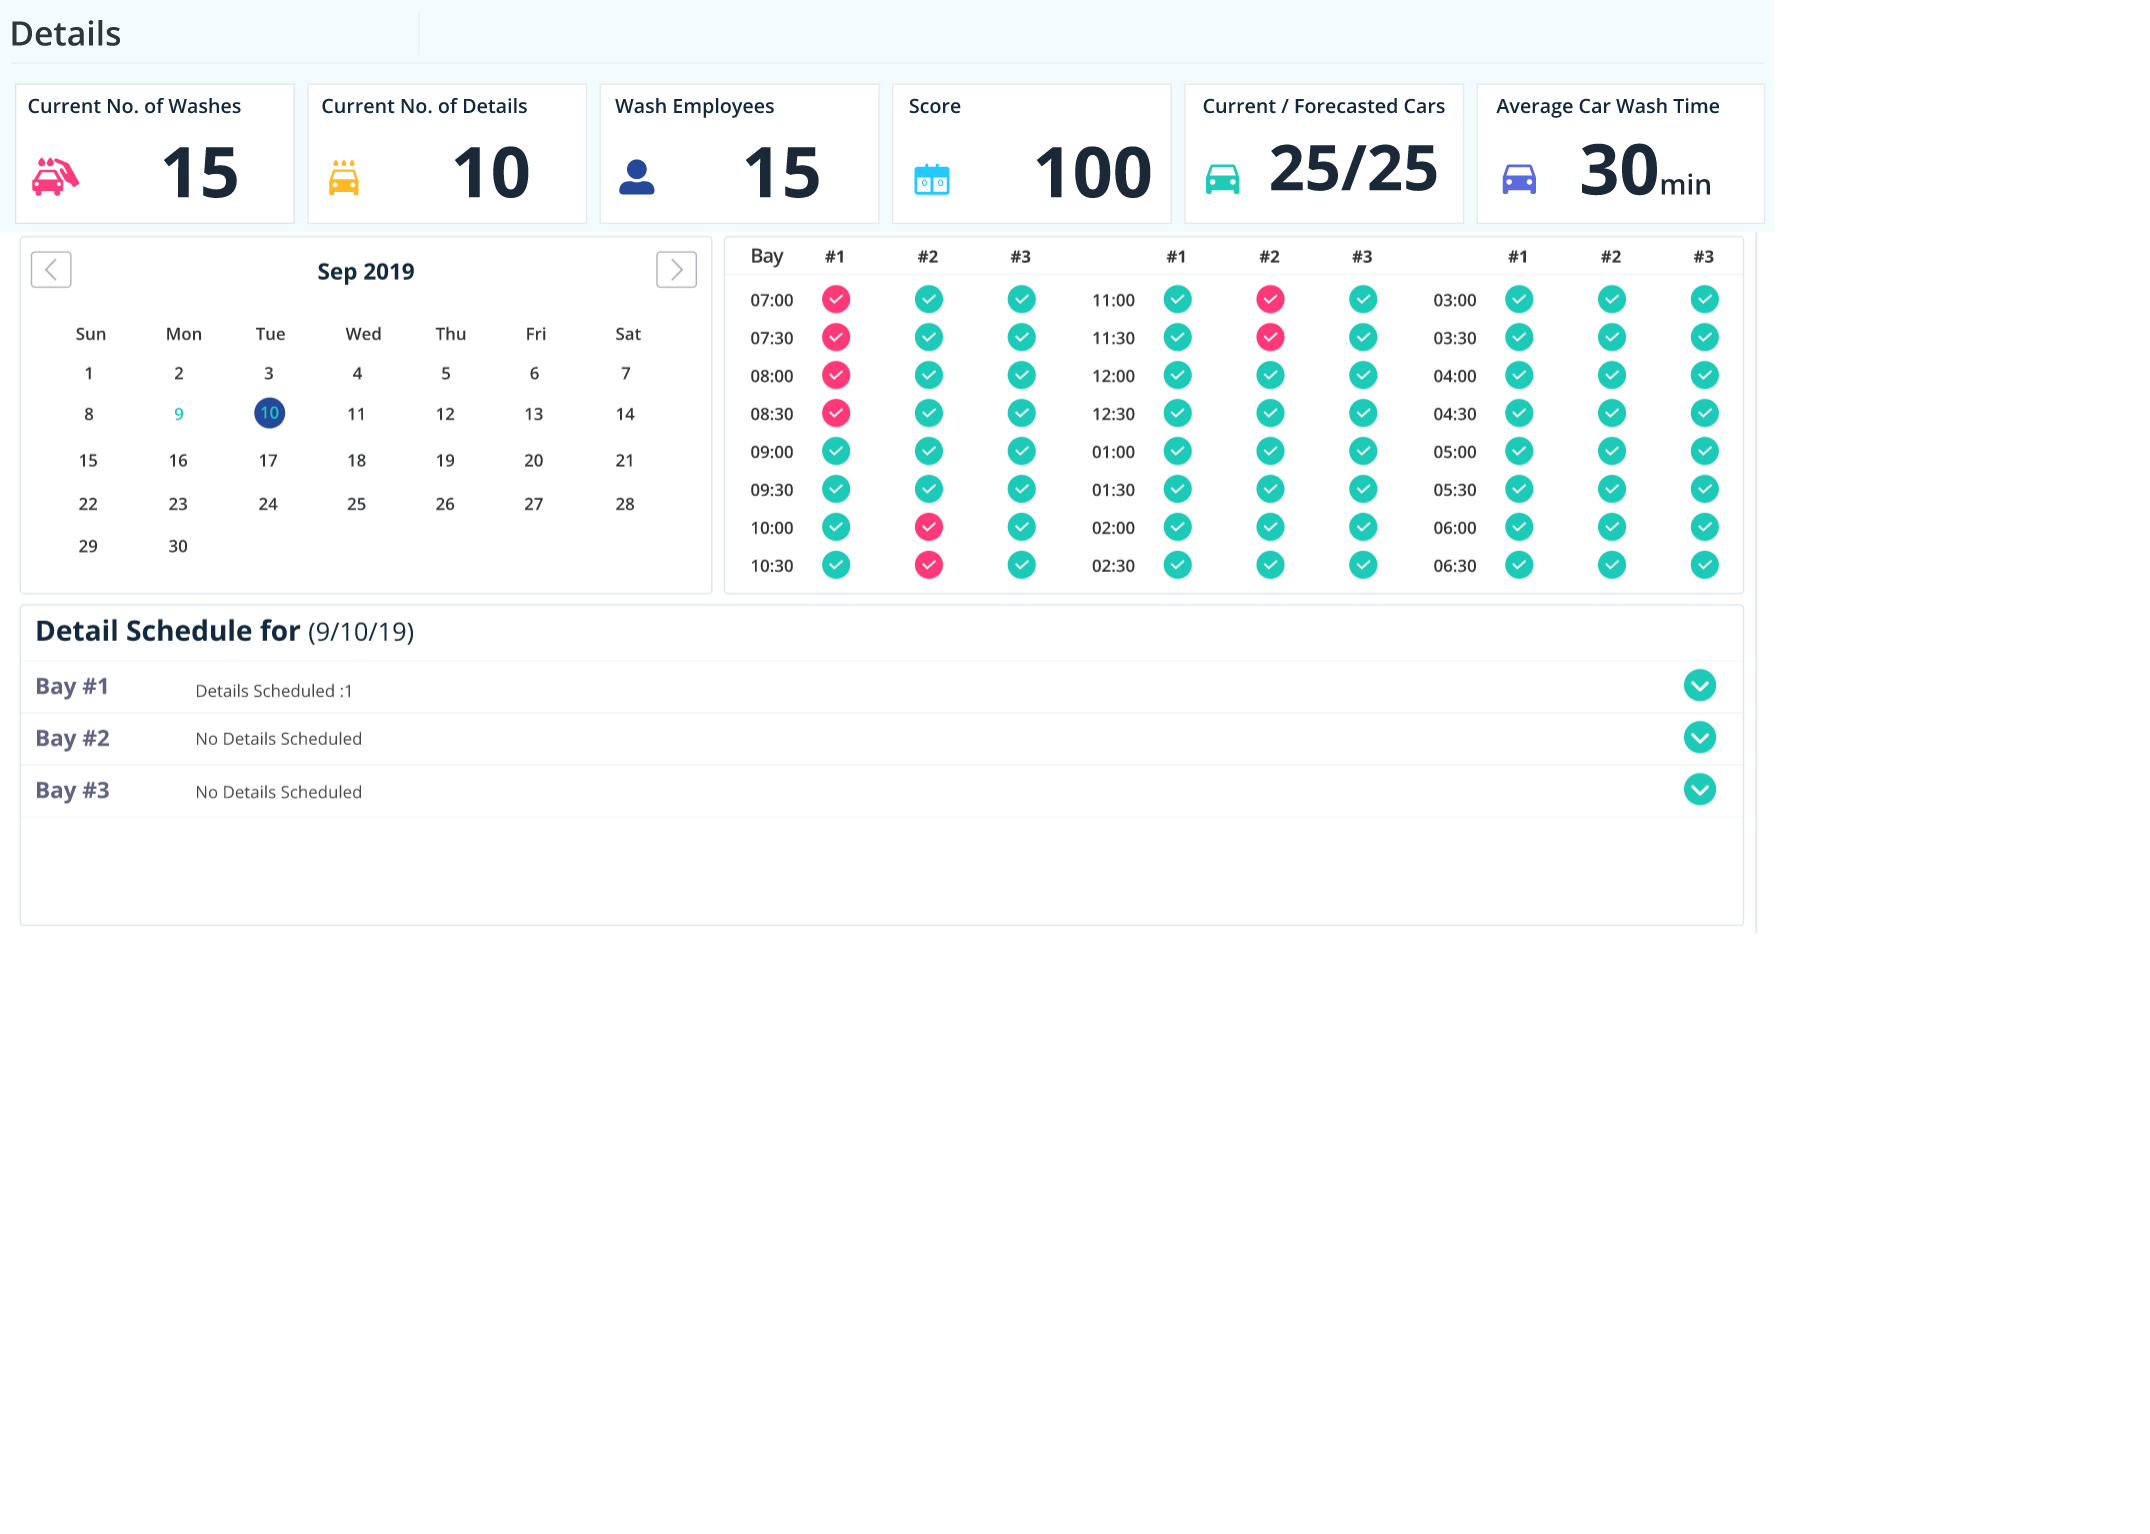 Details
Current No. of Washes
15
Current No. of Details
10
Wash Employees
15
Score
0 0
100
Current / Forecasted Cars
25/25
Average Car Wash Time
30min
Sep 2019
Sun Mon Tue Wed Thu Fri Sat
1 2 3 4 5 6 7
8 9 10 11 12 13 14
15 16 17 18 19 20 21
22 23 24 25 26 27 28
29 30
Bay #1 #2 #3 #1 #2 #3 #1 #2 #3
07:00 11:00 03:00
07:30 11:30 03:30
08:00 12:00 04:00
08:30 12:30 04:30
09:00 01:00 05:00
09:30 01:30 05:30
10:00 02:00 06:00
10:30 02:30 06:30
Detail Schedule for (9/10/19)
Bay #1 Details Scheduled :1
Bay #2 No Details Scheduled
Bay #3 No Details Scheduled